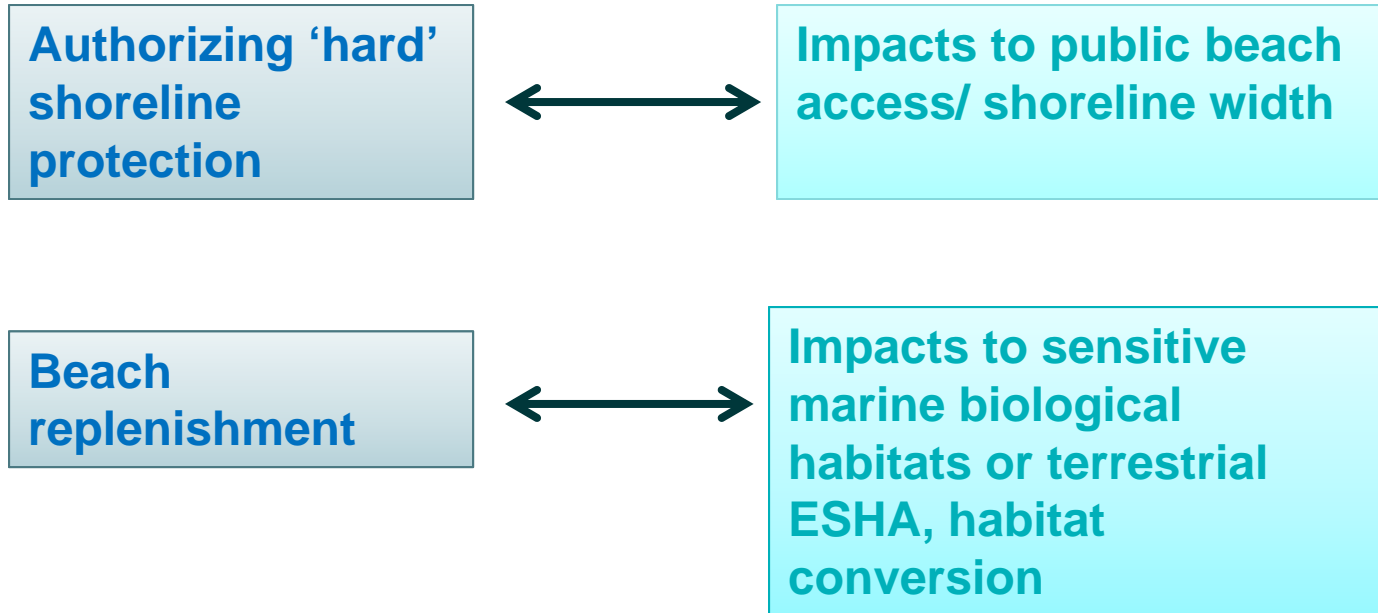 Authorizing ‘hard’
shoreline
protection
Impacts to public beach
access/ shoreline width
Beach
replenishment
Impacts to sensitive
marine biological
habitats or terrestrial
ESHA, habitat
conversion